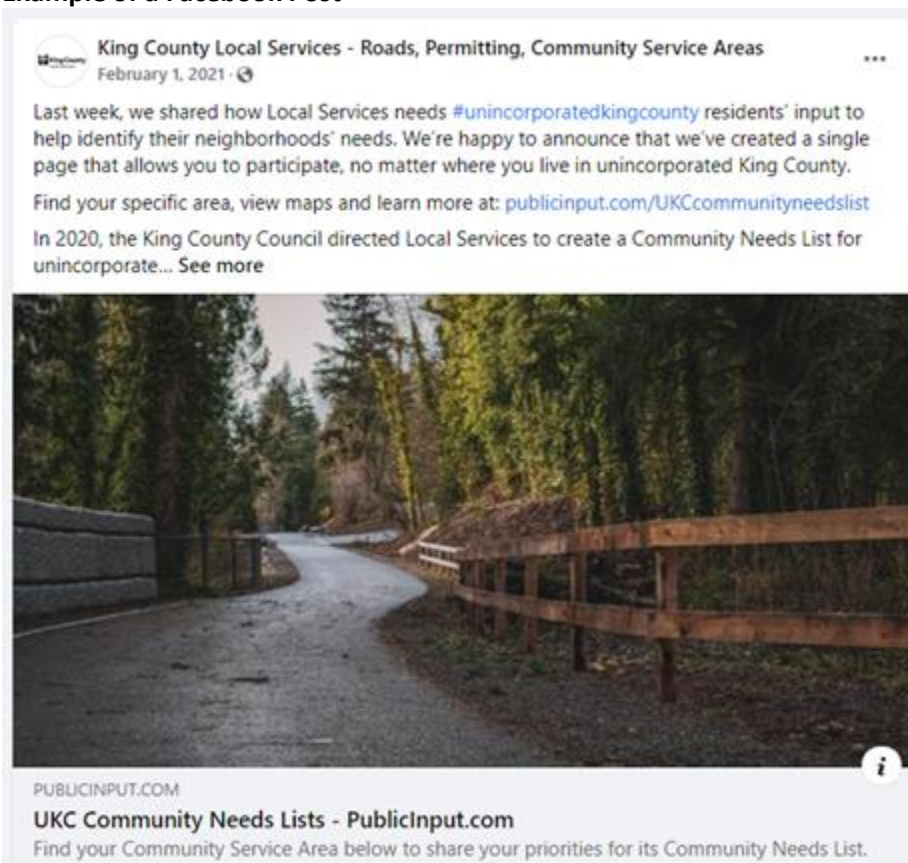 King County Local Services - Roads, Permitting, Community Service Areas
February 1, 2021 ·
Last week, we shared how Local Services needs #unincorporatedkingcounty residents' input to
help identify their neighborhoods' needs. We're happy to announce that we've created a single
page that allows you to participate, no matter where you live in unincorporated King County.
Find your specific area, view maps and learn more at: publicinput.com/UKCcommunityneedslist
In 2020, the King County Council directed Local Services to create a Community Needs List for
unincorporate... See more
i
PUBLICINPUT.COM
UKC Community Needs Lists - PublicInput.com
Find your Community Service Area below to share your priorities for its Community Needs List.